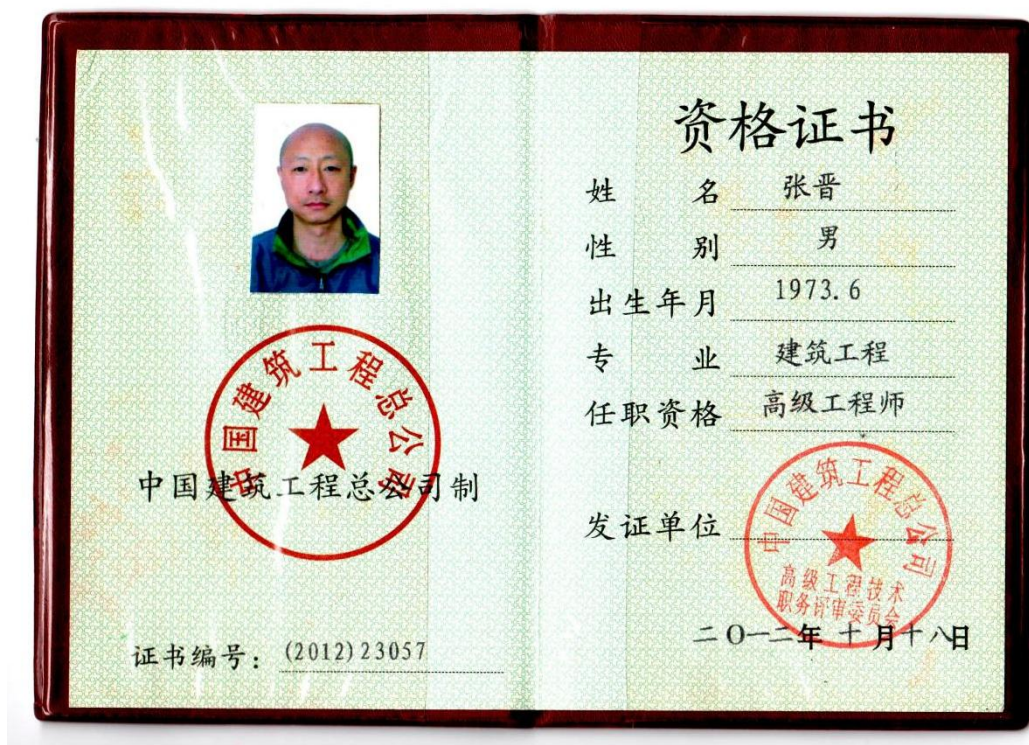 中国建筑工程总公司
中国建筑工程总公司制
证书编号：(2012)23057
资格证书
姓名 张晋
性别 男
出生年月 1973.6
专业 建筑工程
任职资格 高级工程师
发证单位
中国建筑工程总公司
高级工程技术
职务评审委员会
二〇一二年十月十八日